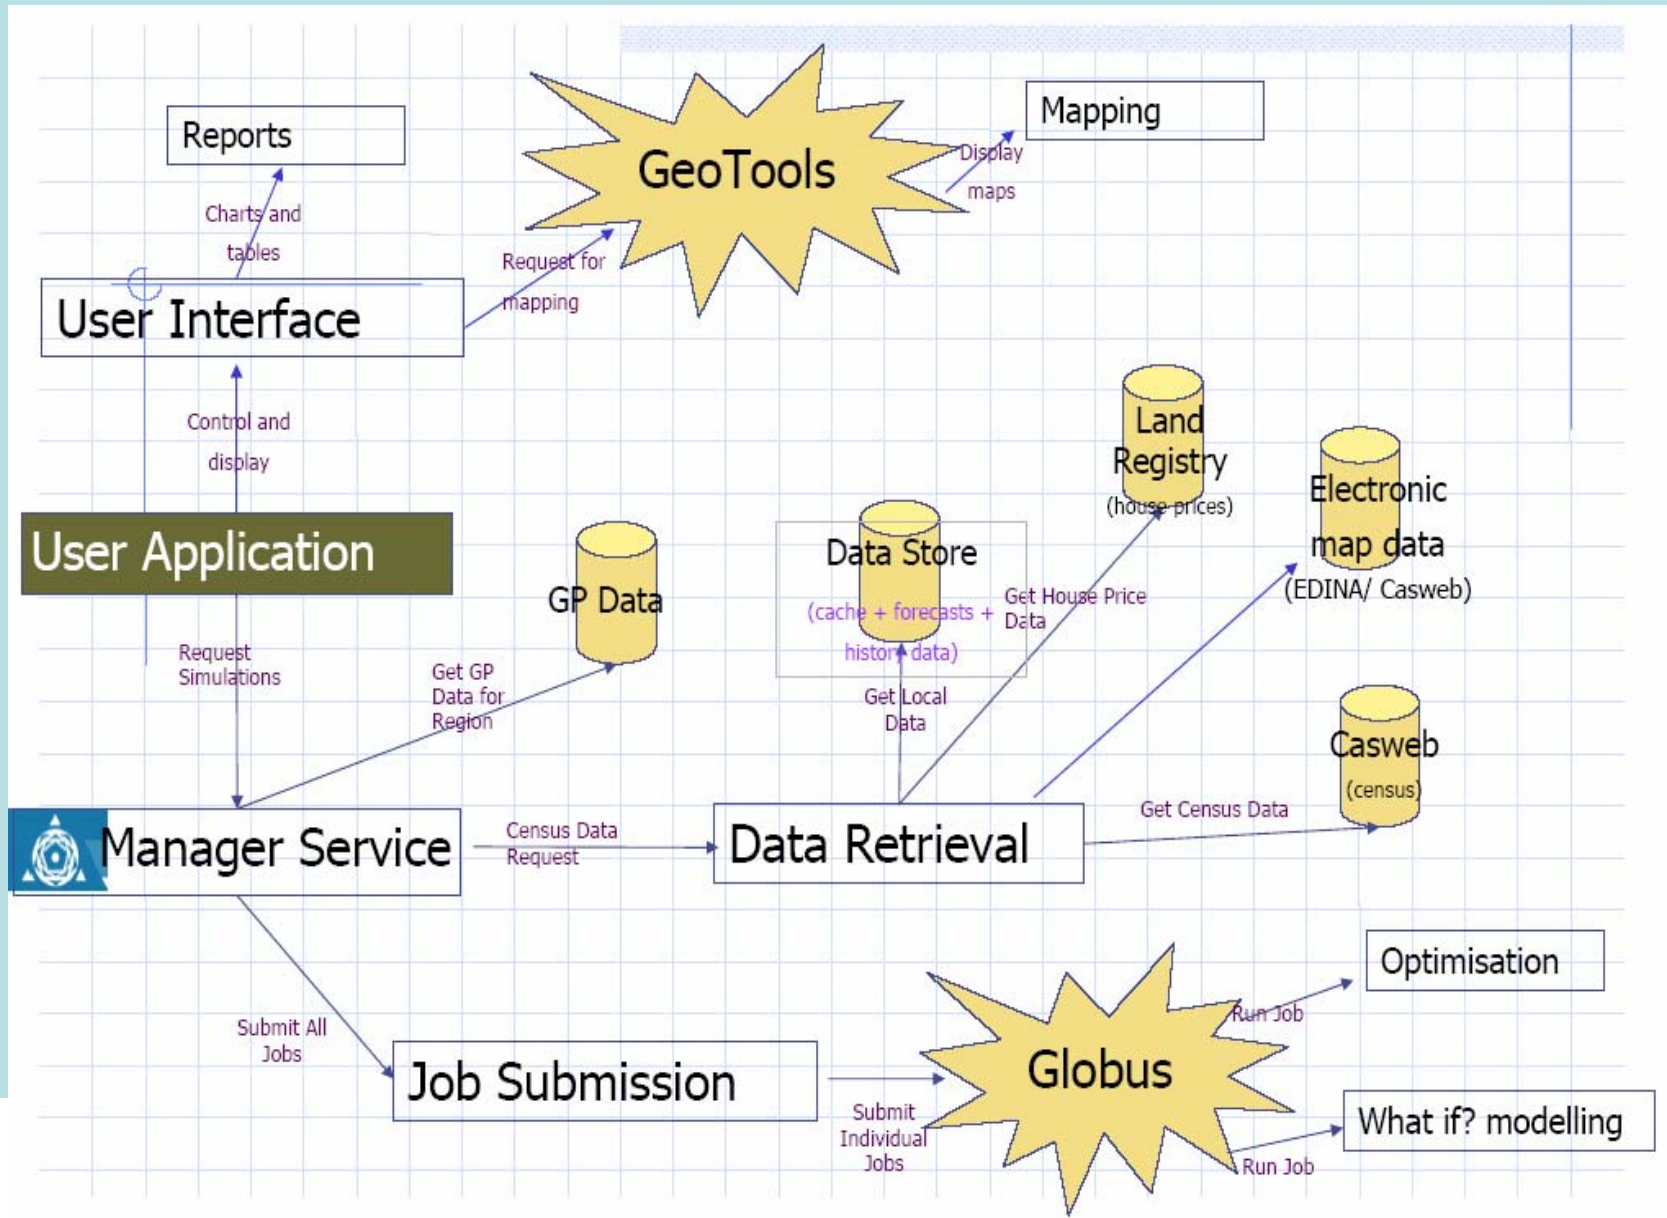 Reports
GeoTools
Mapping
Display
maps
Charts and
tables
Request for
mapping
User Interface
Control and
display
Land
Registry
(house prices)
Electronic
map data
(EDINA/ Casweb)
User Application
GP Data
Data Store
(cache + forecasts +
history data)
Get House Price
Data
Request
Simulations
Get GP
Data for
Region
Get Local
Data
Casweb
(census)
Manager Service
Census Data
Request
Data Retrieval
Get Census Data
Submit All
Jobs
Job Submission
Submit
Individual
Jobs
Globus
Run Job
Optimisation
Run Job
What if? modelling